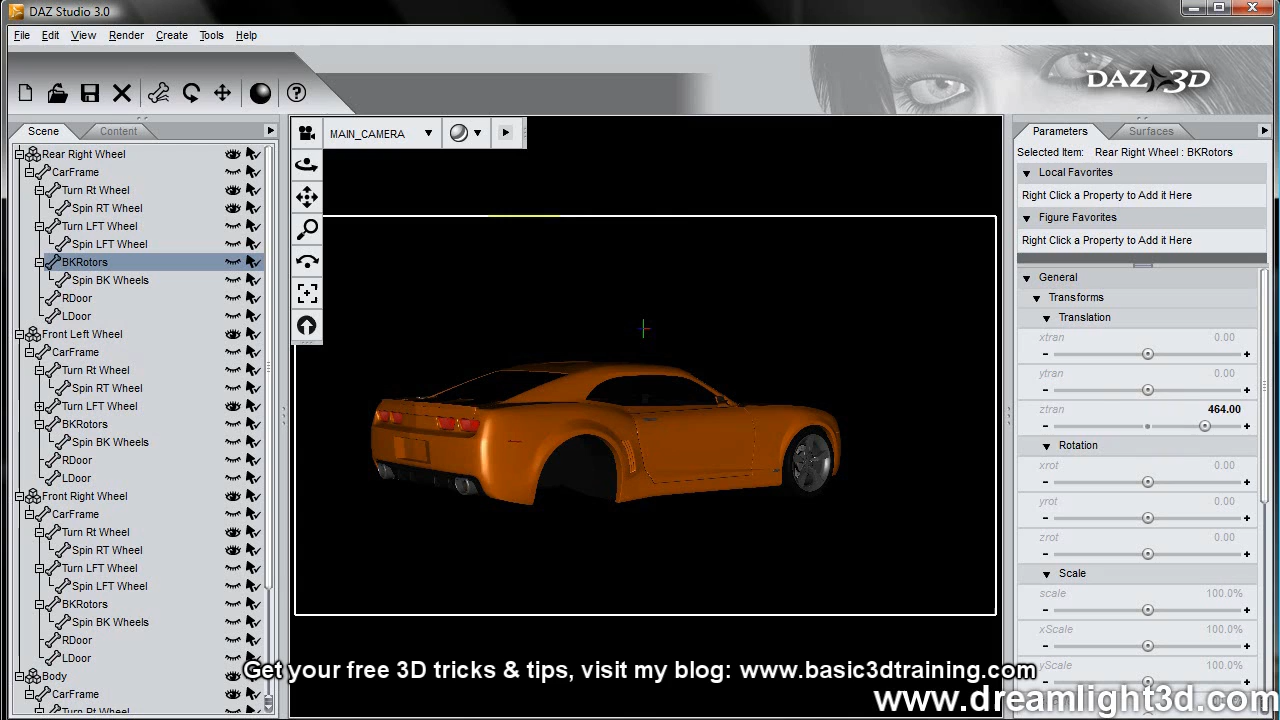 DAZ Studio 3.0
File Edit View Render Create Tools Help
DAZ 3D
Scene Content
MAIN_CAMERA
Parameters Surfaces
Rear Right Wheel
CarFrame
Turn Rt Wheel
Spin RT Wheel
Turn LFT Wheel
Spin LFT Wheel
BKRotors
Spin BK Wheels
RDoor
LDoor
Front Left Wheel
CarFrame
Turn Rt Wheel
Spin RT Wheel
Turn LFT Wheel
BKRotors
Spin BK Wheels
RDoor
LDoor
Front Right Wheel
CarFrame
Turn Rt Wheel
Spin RT Wheel
Turn LFT Wheel
Spin LFT Wheel
BKRotors
Spin BK Wheels
RDoor
LDoor
Body
CarFrame
Turn Rt Wheel
Selected Item: Rear Right Wheel : BKRotors
Local Favorites
Right Click a Property to Add it Here
Figure Favorites
Right Click a Property to Add it Here
General
Transforms
Translation
xtran 0.00
ytran 0.00
ztran 464.00
Rotation
xrot 0.00
yrot 0.00
zrot 0.00
Scale
scale 100.0%
xScale 100.0%
yScale 100.0%
Get your free 3D tricks & tips, visit my blog: www.basic3dtraining.com
www.dreamlight3d.com